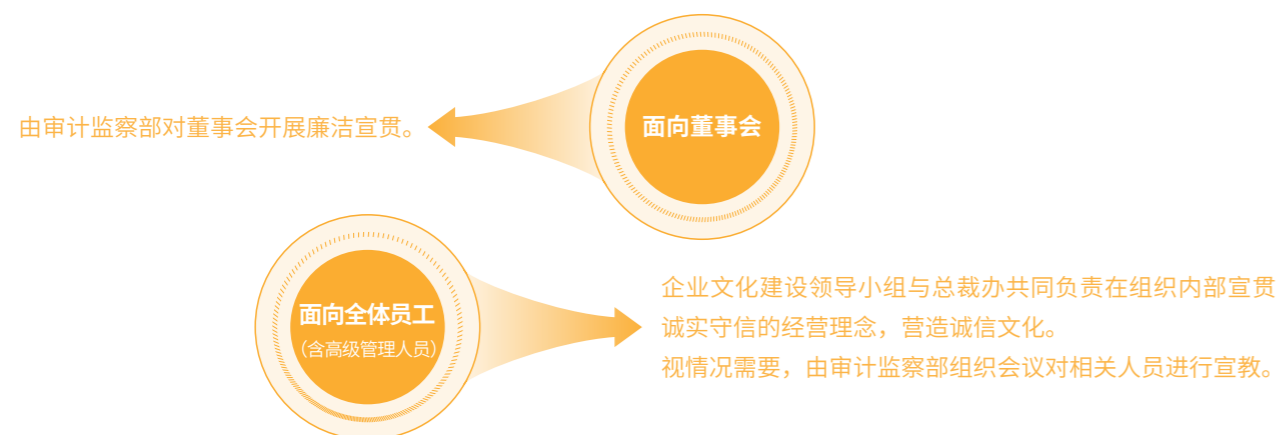 由审计监察部对董事会开展廉洁宣贯。
面向董事会
面向全体员工
（含高级管理人员）
企业文化建设领导小组与总裁办共同负责在组织内部宣贯
诚实守信的经营理念，营造诚信文化。
视情况需要，由审计监察部组织会议对相关人员进行宣教。